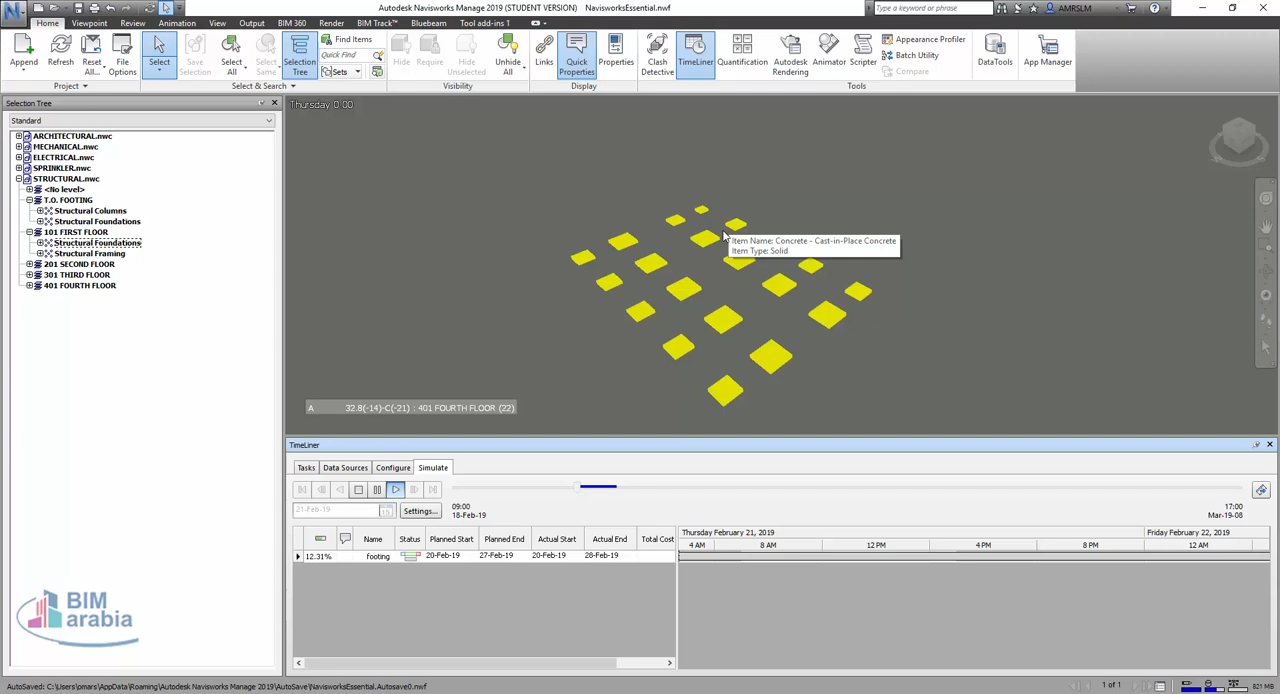 Autodesk Navisworks Manage 2019 (STUDENT VERSION) NavisworksEssential.nwf
Type a keyword or phrase
AMRSLM
Home Viewpoint Review Animation View Output BIM 360 Render BIM Track™ Bluebeam Tool add-ins 1
Append
Refresh
Reset All...
File Options
Select
Save Selection
Select All
Select Same
Selection Tree
Find Items
Quick Find
Sets
Hide
Require
Hide Unselected
Unhide All
Links
Quick Properties
Properties
Clash Detective
TimeLiner
Quantification
Autodesk Rendering
Animator
Scripter
Appearance Profiler
Batch Utility
Compare
DataTools
App Manager
Project
Select & Search
Visibility
Display
Tools
Selection Tree
Standard
ARCHITECTURAL.nwc
MECHANICAL.nwc
ELECTRICAL.nwc
SPRINKLER.nwc
STRUCTURAL.nwc
<No level>
T.O. FOOTING
Structural Columns
Structural Foundations
101 FIRST FLOOR
Structural Foundations
Structural Framing
201 SECOND FLOOR
301 THIRD FLOOR
401 FOURTH FLOOR
Thursday 0:00
Item Name: Concrete - Cast-in-Place Concrete
Item Type: Solid
A 32.8(-14)-C(-21) : 401 FOURTH FLOOR (22)
TimeLiner
Tasks Data Sources Configure Simulate
21-Feb-19
15
Settings...
09:00
18-Feb-19
17:00
Mar-19-08
Name Status Planned Start Planned End Actual Start Actual End Total Cost
12.31% footing 20-Feb-19 27-Feb-19 20-Feb-19 28-Feb-19
Thursday February 21, 2019 Friday February 22, 2019
4 AM 8 AM 12 PM 4 PM 8 PM 12 AM
BIM
arabia
AutoSaved: C:\Users\omars\AppData\Roaming\Autodesk Navisworks Manage 2019\AutoSave\NavisworksEssential.Autosave0.nwf
1 of 1
821 MB